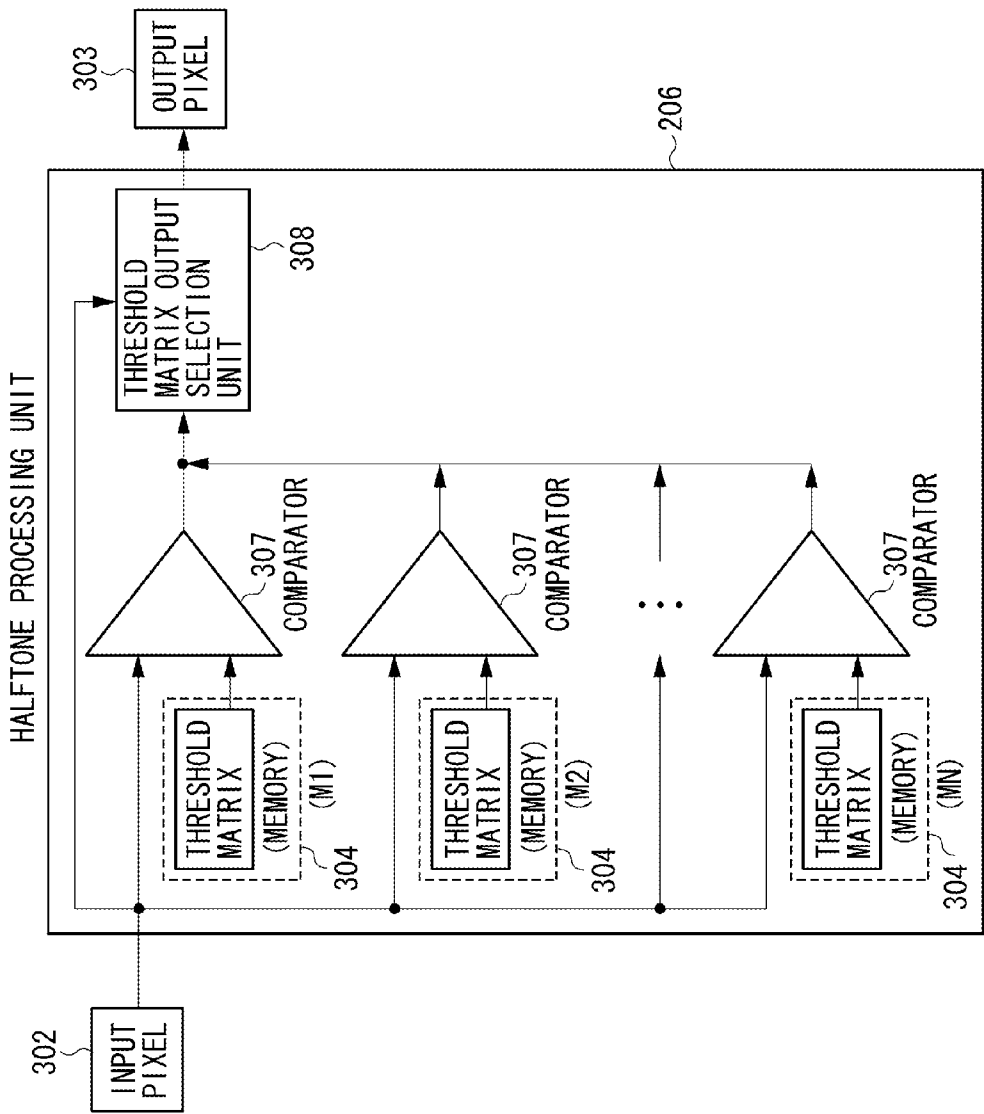 HALFTONE PROCESSING UNIT
302
INPUT
PIXEL
THRESHOLD
MATRIX
(MEMORY)
(M1)
304
307
COMPARATOR
THRESHOLD
MATRIX
(MEMORY)
(M2)
304
307
COMPARATOR
...
THRESHOLD
MATRIX
(MEMORY)
(MN)
304
307
COMPARATOR
THRESHOLD
MATRIX OUTPUT
SELECTION
UNIT
308
206
303
OUTPUT
PIXEL